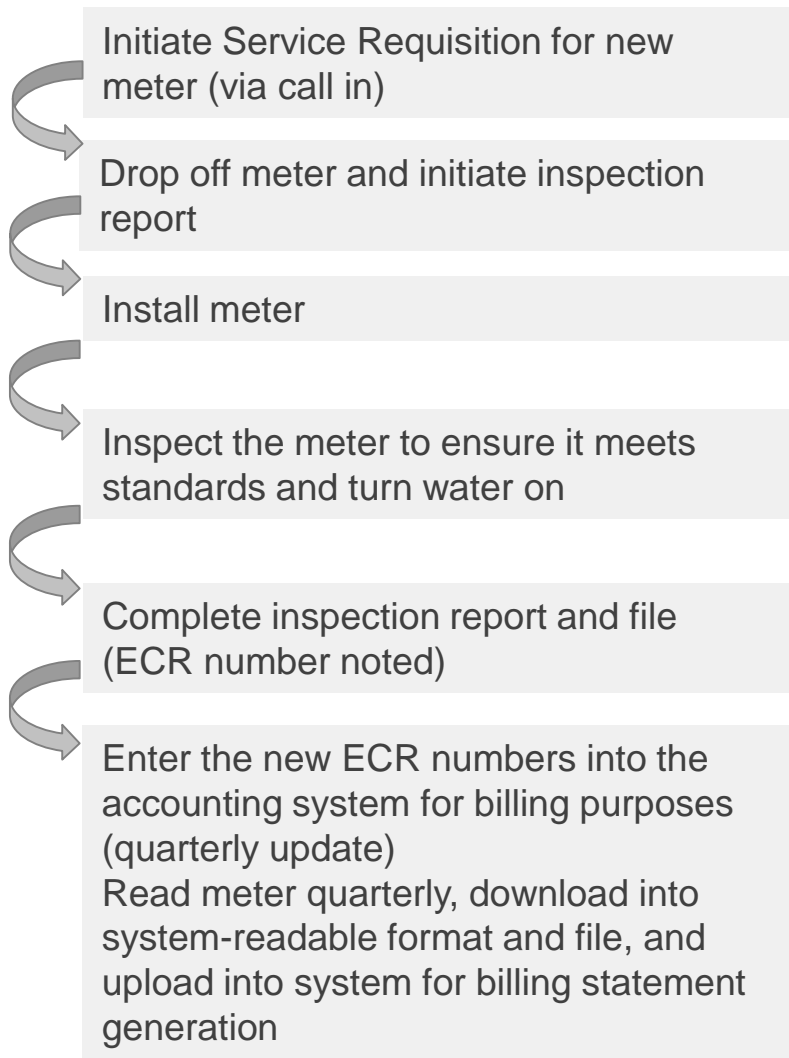 Initiate Service Requisition for new
meter (via call in)
Drop off meter and initiate inspection
report
Install meter
Inspect the meter to ensure it meets
standards and turn water on
Complete inspection report and file
(ECR number noted)
Enter the new ECR numbers into the
accounting system for billing purposes
(quarterly update)
Read meter quarterly, download into
system-readable format and file, and
upload into system for billing statement
generation